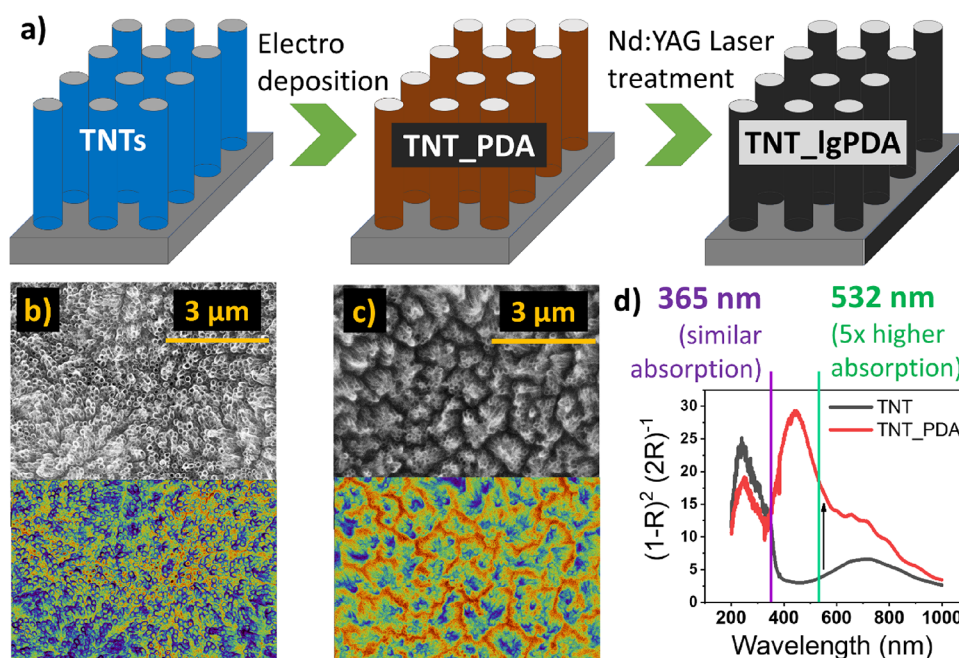 a)
Electro
deposition
Nd:YAG Laser
treatment
TNTs
TNT_PDA
TNT_lgPDA
b)
3 µm
c)
3 µm
d)
365 nm
(similar
absorption)
532 nm
(5x higher
absorption)
TNT
TNT_PDA
(1-R)² (2R)⁻¹
30
25
20
15
10
5
0
200 400 600 800 1000
Wavelength (nm)